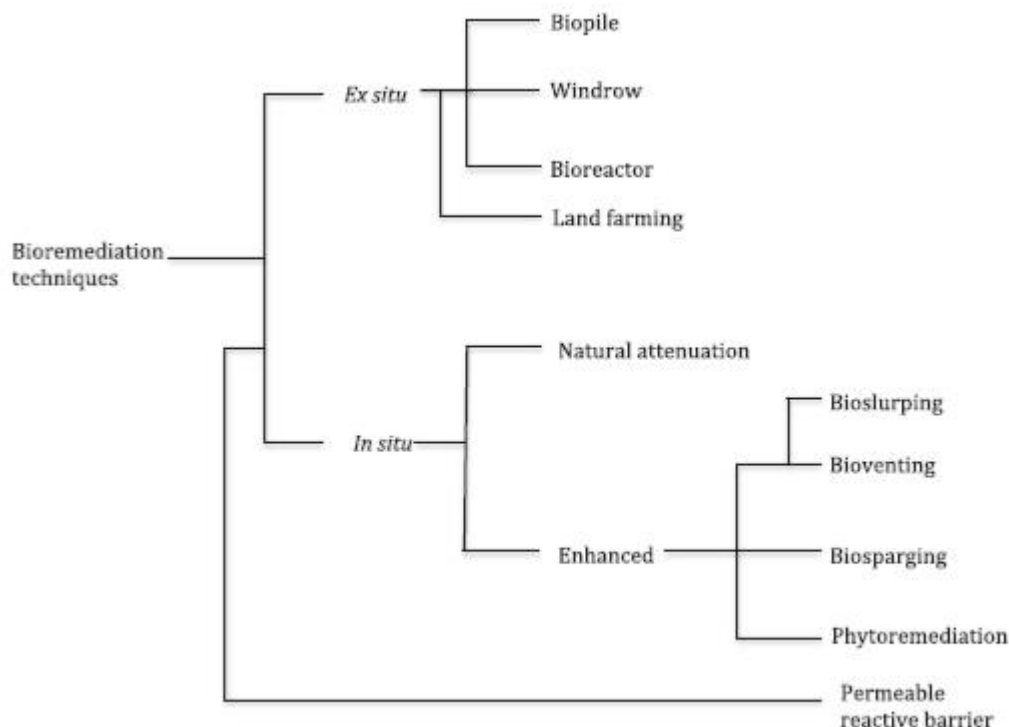 Biopile
Ex situ
Windrow
Bioreactor
Land farming
Bioremediation
techniques
Natural attenuation
Bioslurping
In situ
Bioventing
Enhanced
Biosparging
Phytoremediation
Permeable
reactive barrier